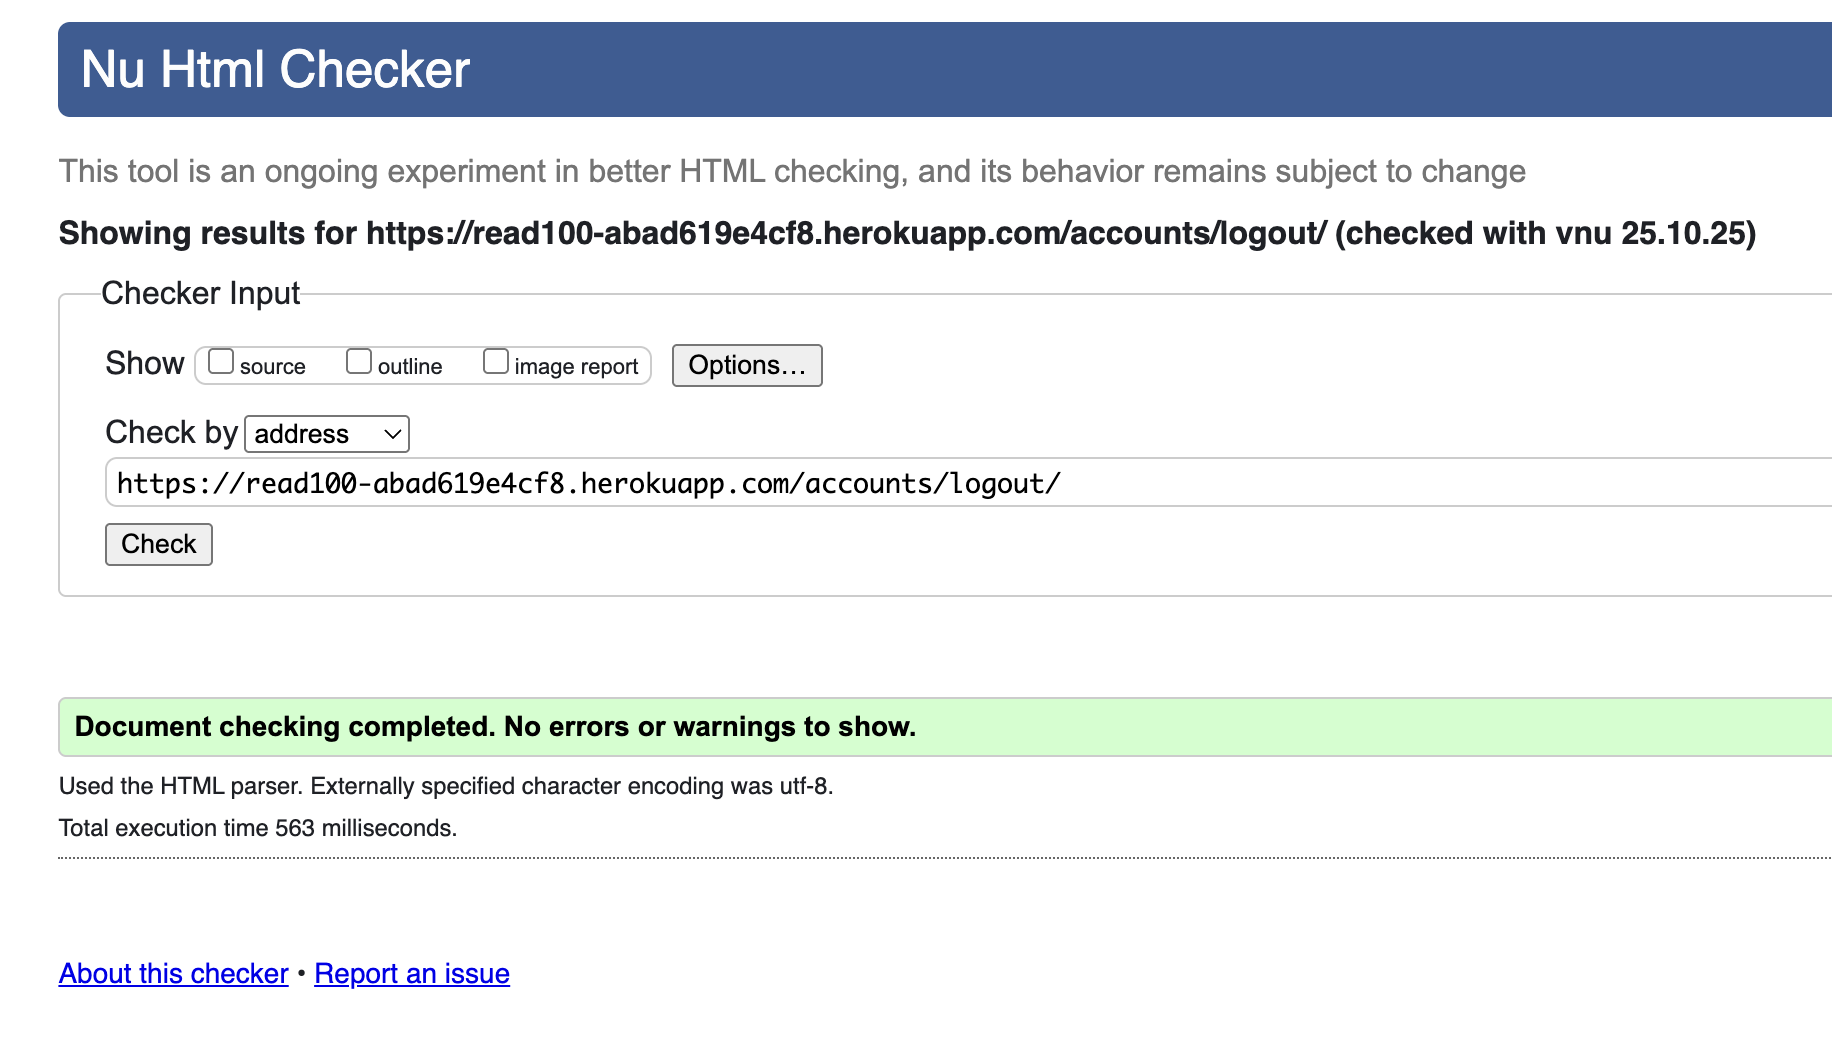 Nu Html Checker
This tool is an ongoing experiment in better HTML checking, and its behavior remains subject to change
Showing results for https://read100-abad619e4cf8.herokuapp.com/accounts/logout/ (checked with vnu 25.10.25)
Checker Input
Show source outline image report Options...
Check by address
https://read100-abad619e4cf8.herokuapp.com/accounts/logout/
Check
Document checking completed. No errors or warnings to show.
Used the HTML parser. Externally specified character encoding was utf-8.
Total execution time 563 milliseconds.
About this checker • Report an issue